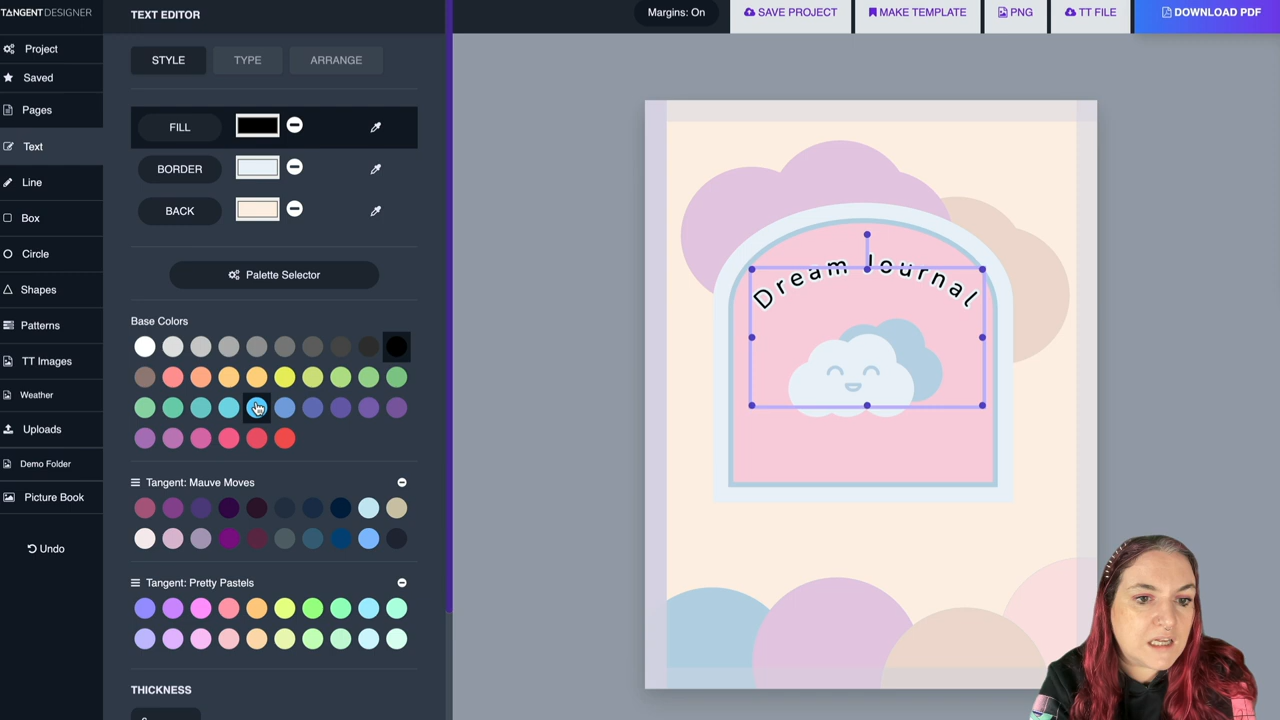 TANGENT DESIGNER
Project
Saved
Pages
Text
Line
Box
Circle
Shapes
Patterns
TT Images
Weather
Uploads
Demo Folder
Picture Book
Undo
TEXT EDITOR
STYLE TYPE ARRANGE
FILL
BORDER
BACK
Palette Selector
Base Colors
Tangent: Mauve Moves
Tangent: Pretty Pastels
THICKNESS
Margins: On
SAVE PROJECT
MAKE TEMPLATE
PNG
TT FILE
DOWNLOAD PDF
Dream Journal